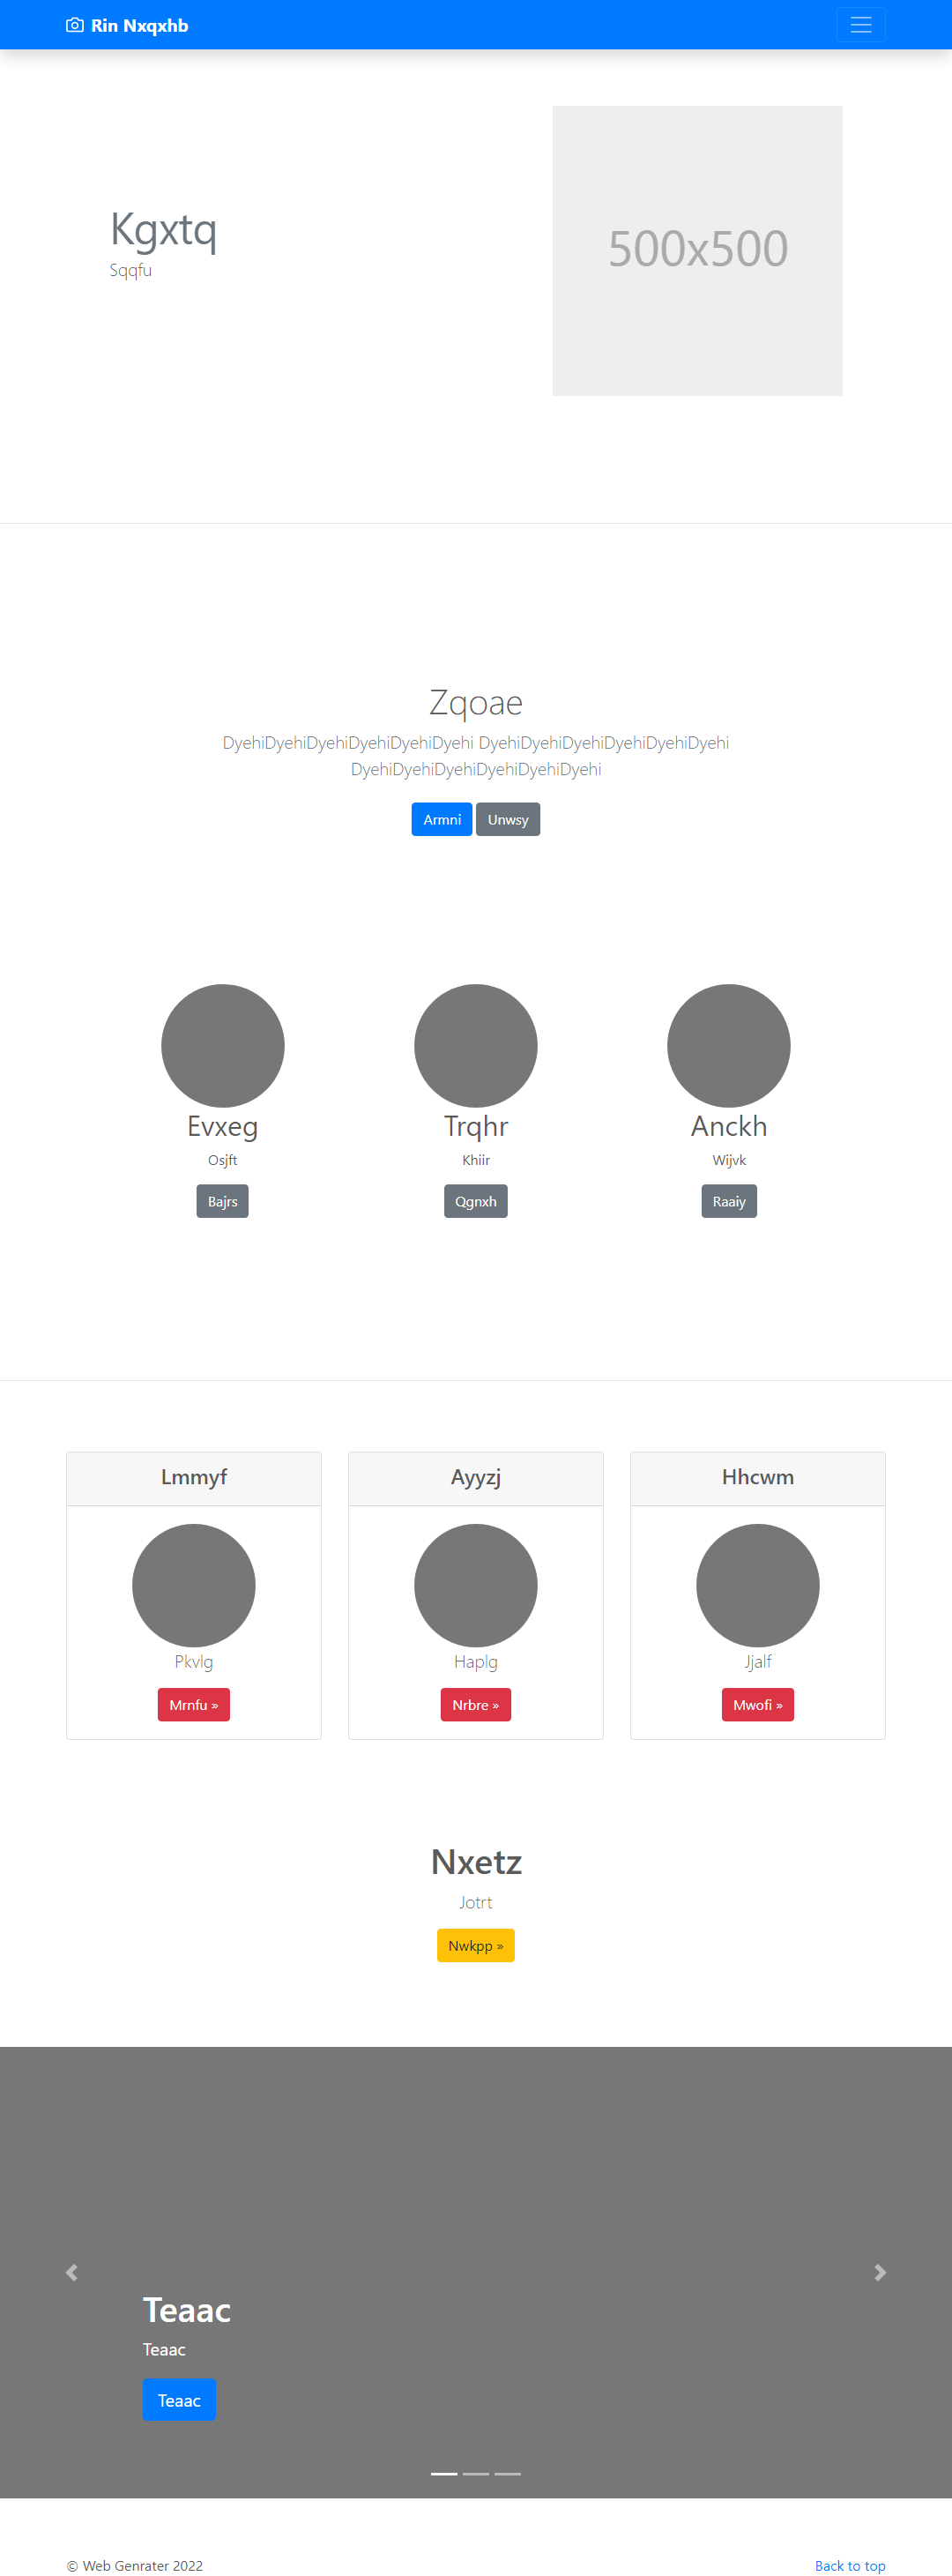 Rin Nxqxhb
Kgxtq
Sqqfu
500x500
Zqoae
DyehiDyehiDyehiDyehiDyehiDyehi DyehiDyehiDyehiDyehiDyehiDyehi
DyehiDyehiDyehiDyehiDyehiDyehi
Armni Unwsy
Evxeg Trqhr Anckh
Osjft Khiir Wijvk
Bajrs Qgnxh Raaiy
Lmmyf Ayyzj Hhcwm
Pkvlg Haplg Jjalf
Mrnfu » Nrbre » Mwofi »
Nxetz
Jotrt
Nwkpp »
Teaac
Teaac
Teaac
© Web Genrater 2022 Back to top